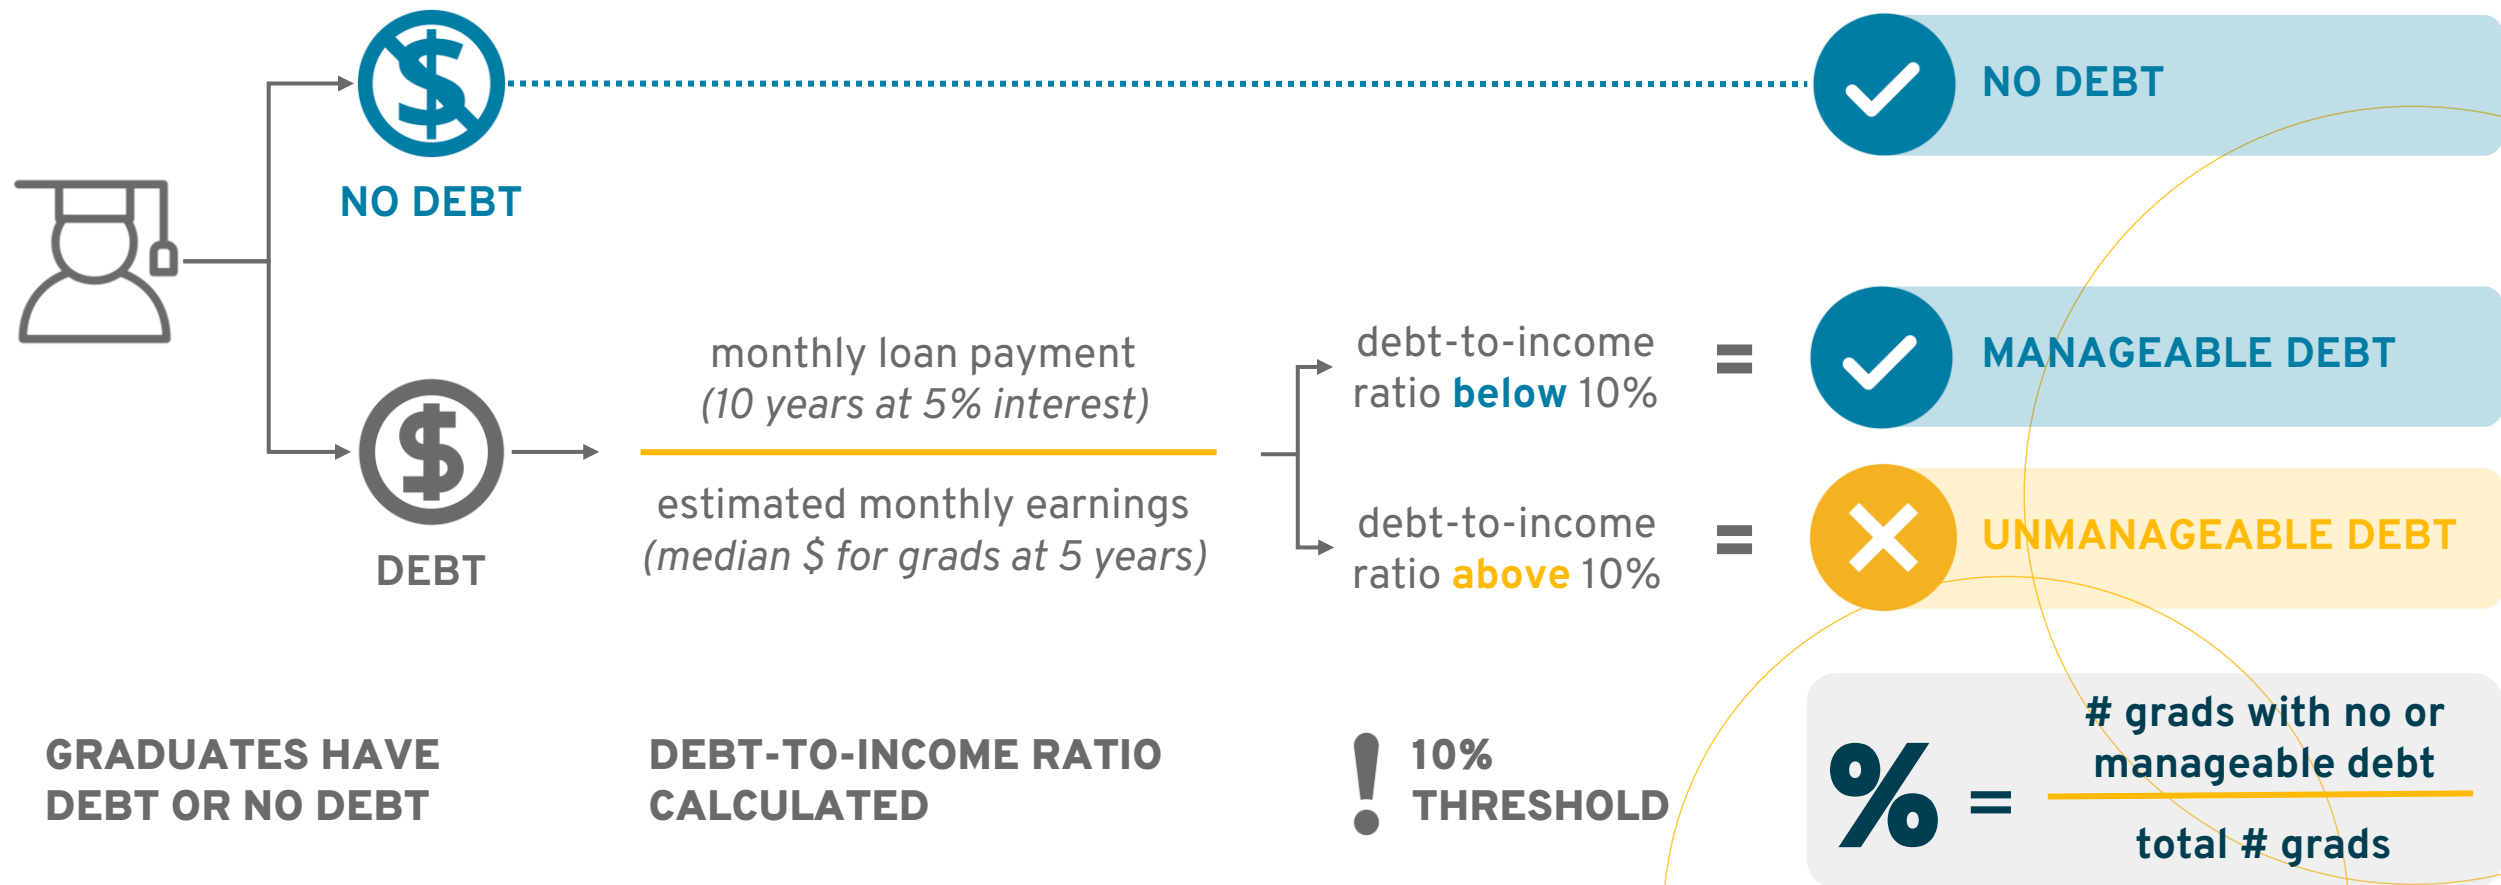 NO DEBT
NO DEBT
DEBT
monthly loan payment
(10 years at 5% interest)
estimated monthly earnings
(median $ for grads at 5 years)
debt-to-income
ratio below 10%
=
MANAGEABLE DEBT
debt-to-income
ratio above 10%
=
UNMANAGEABLE DEBT
GRADUATES HAVE
DEBT OR NO DEBT
DEBT-TO-INCOME RATIO
CALCULATED
! 10%
THRESHOLD
% =
# grads with no or
manageable debt
total # grads